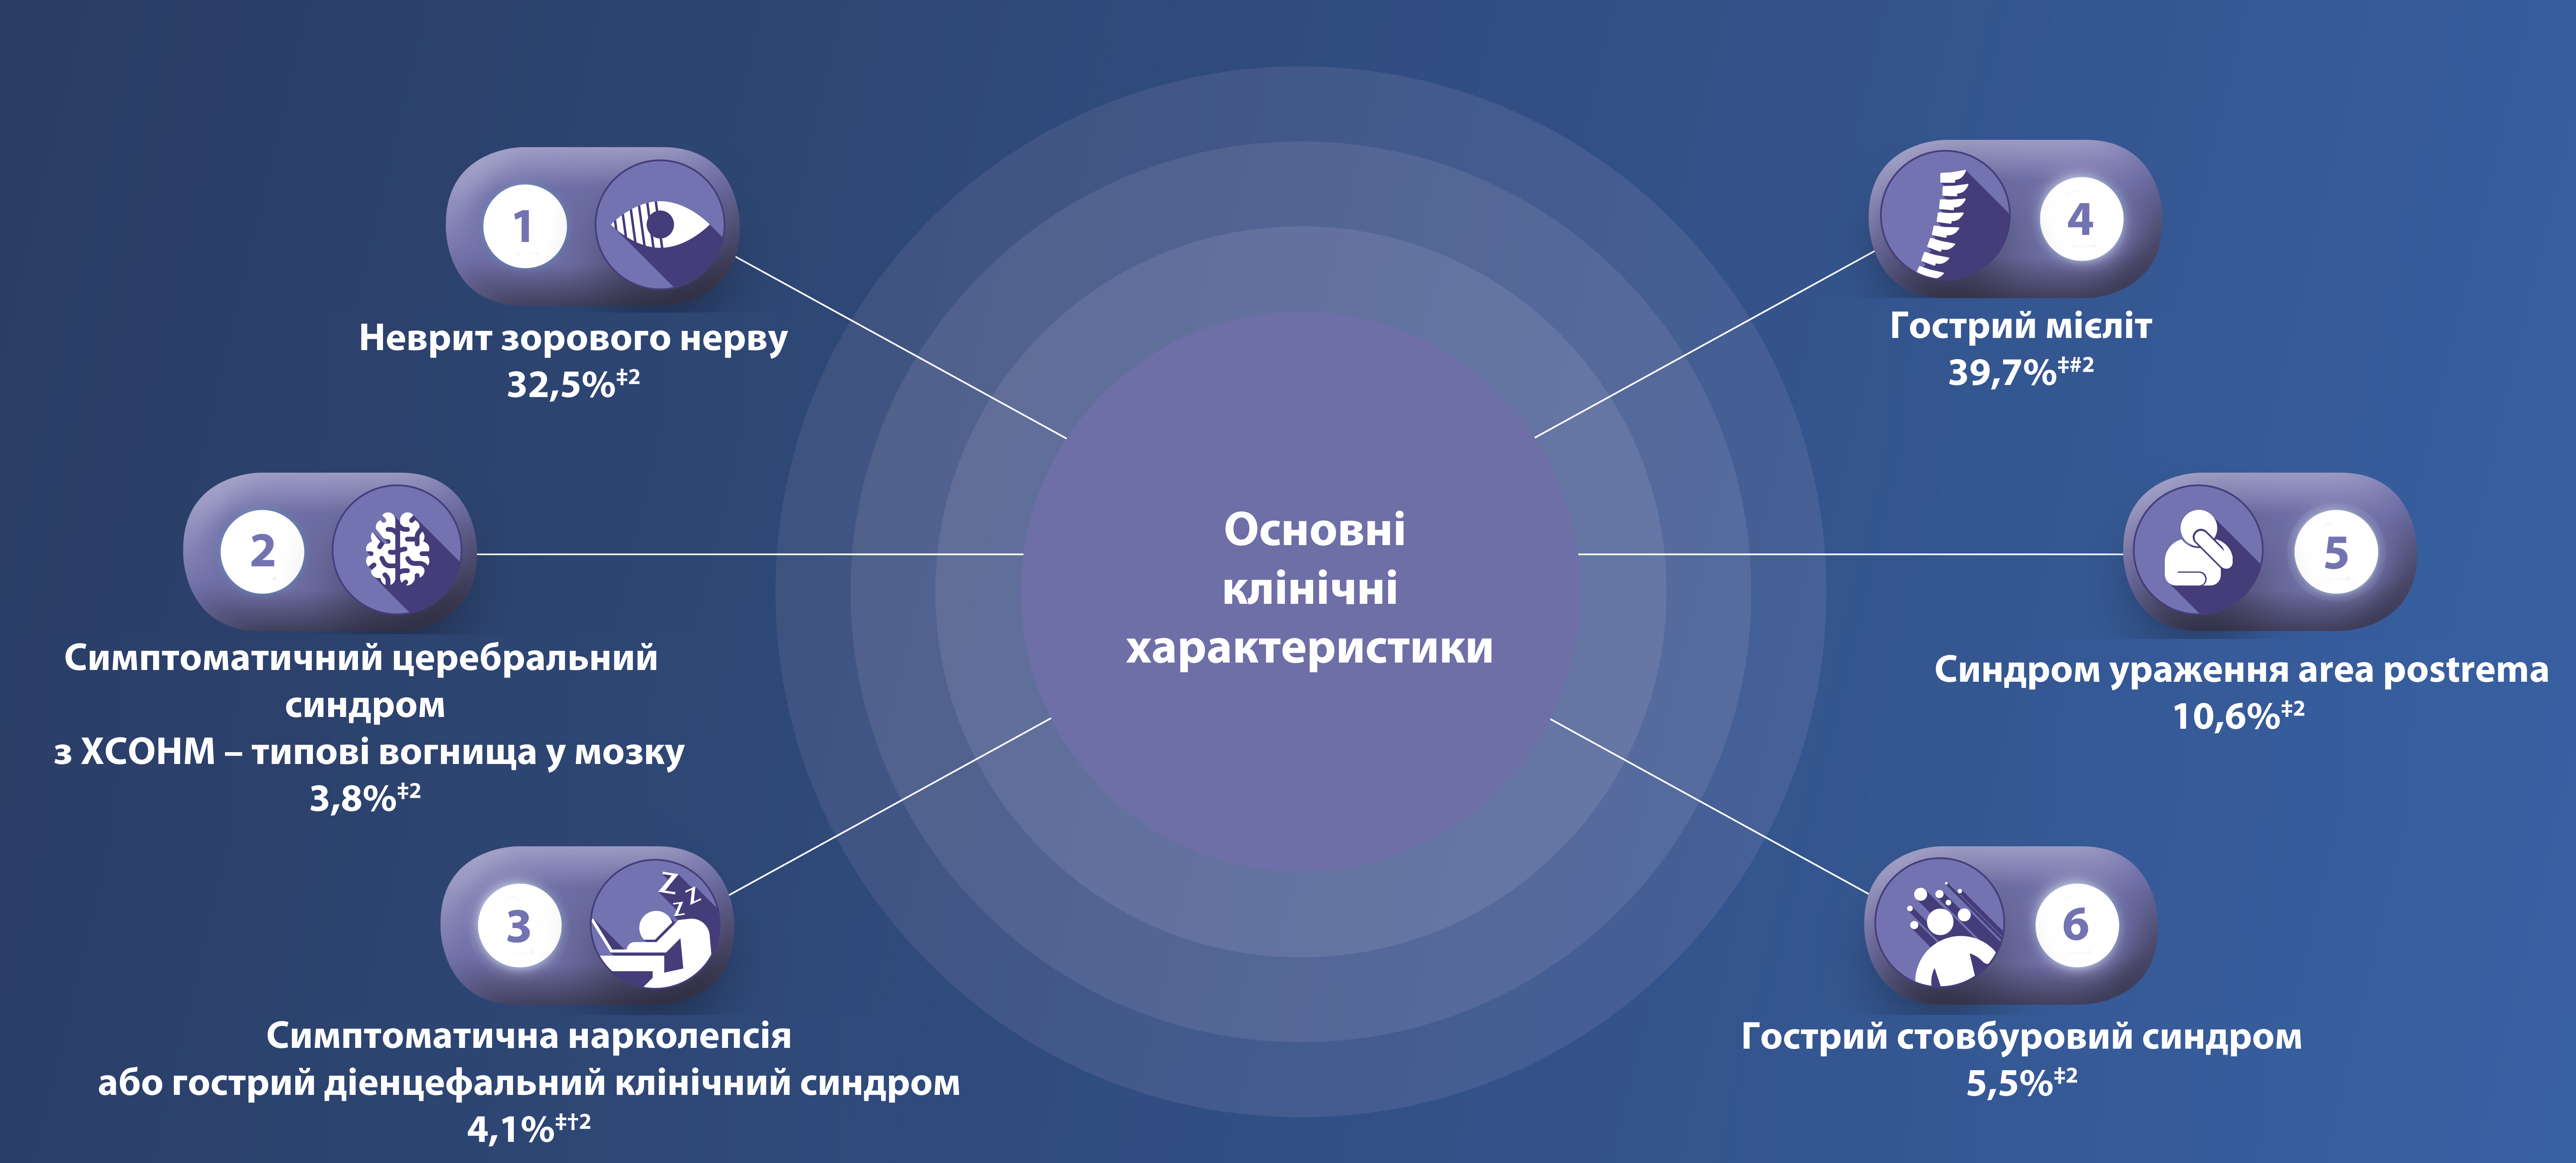 1
Неврит зорового нерву
32,5%‡2
2
Симптоматичний церебральний
синдром
з ХСОНМ – типові вогнища у мозку
3,8%‡2
3
Z Z Z
Симптоматична нарколепсія
або гострий діенцефальний клінічний синдром
4,1%‡†2
Основні
клінічні
характеристики
4
Гострий мієліт
39,7%‡#2
5
Синдром ураження area postrema
10,6%‡2
6
Гострий стовбуровий синдром
5,5%‡2